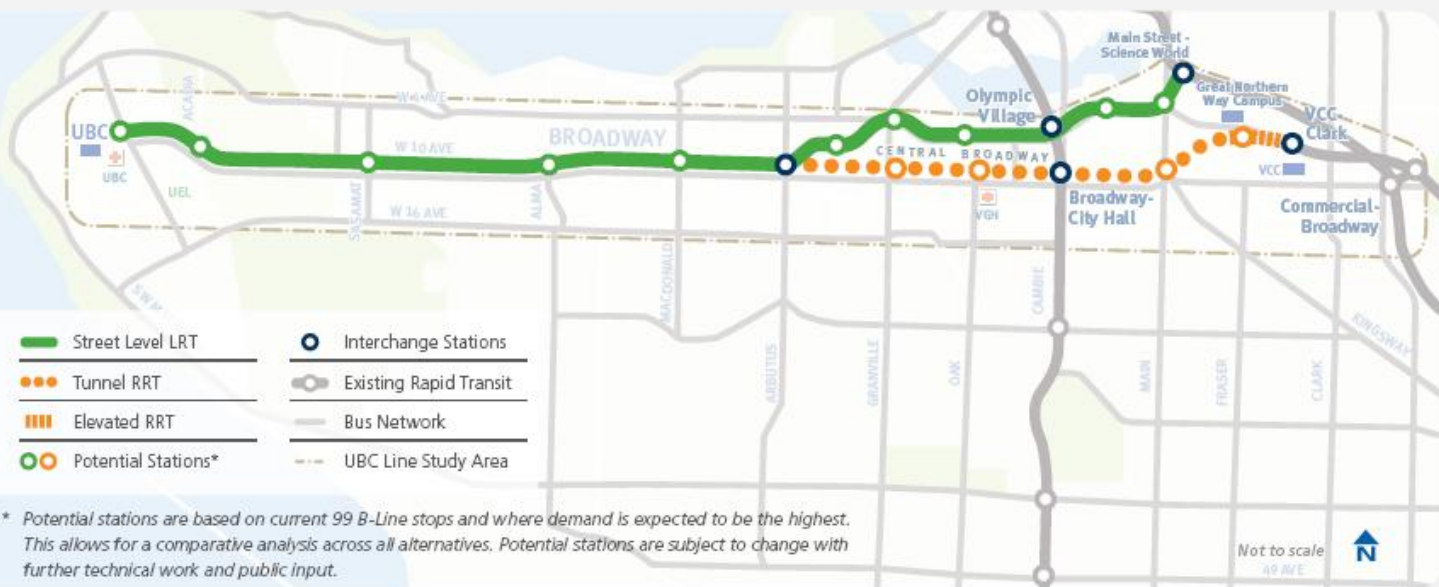 Main Street -
Science World
Great Northern
Way Campus
Olympic
Village
VCC
Clark
UBC
ACADIA
W 4 AVE
BROADWAY
W 10 AVE
CENTRAL BROADWAY
UBC
UEL
SASAMAT
W 16 AVE
ALMA
VGH
Broadway-
City Hall
VCC
Commercial-
Broadway
MACDONALD
CAMBIE
SW M
ARBUTUS
GRANVILLE
OAK
MAIN
FRASER
CLARK
KINGSWAY
Street Level LRT
Interchange Stations
Tunnel RRT
Existing Rapid Transit
Elevated RRT
Bus Network
Potential Stations*
UBC Line Study Area
* Potential stations are based on current 99 B-Line stops and where demand is expected to be the highest.
This allows for a comparative analysis across all alternatives. Potential stations are subject to change with
further technical work and public input.
Not to scale
N
49 AVE